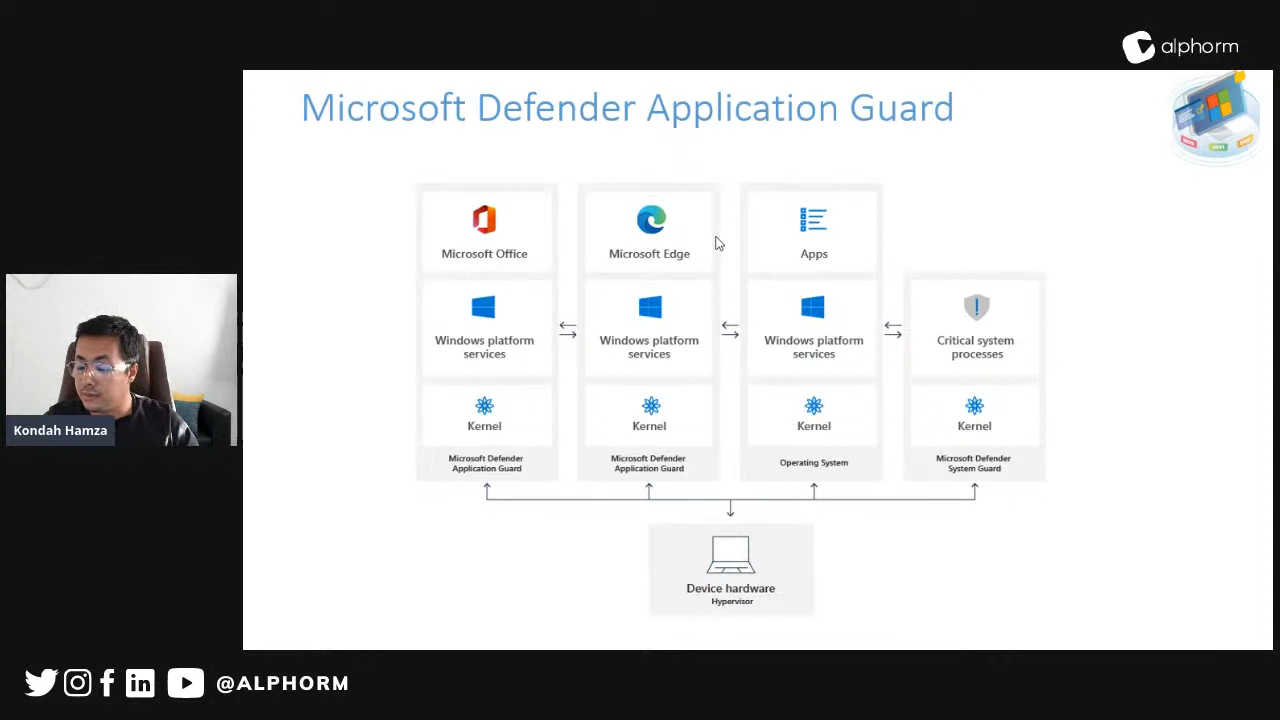 alphorm
Microsoft Defender Application Guard
Microsoft Office
Microsoft Edge
Apps
Windows platform
services
Windows platform
services
Windows platform
services
Critical system
processes
Kernel
Kernel
Kernel
Kernel
Microsoft Defender
Application Guard
Microsoft Defender
Application Guard
Operating System
Microsoft Defender
System Guard
Device hardware
Hypervisor
Kondah Hamza
@ALPHORM